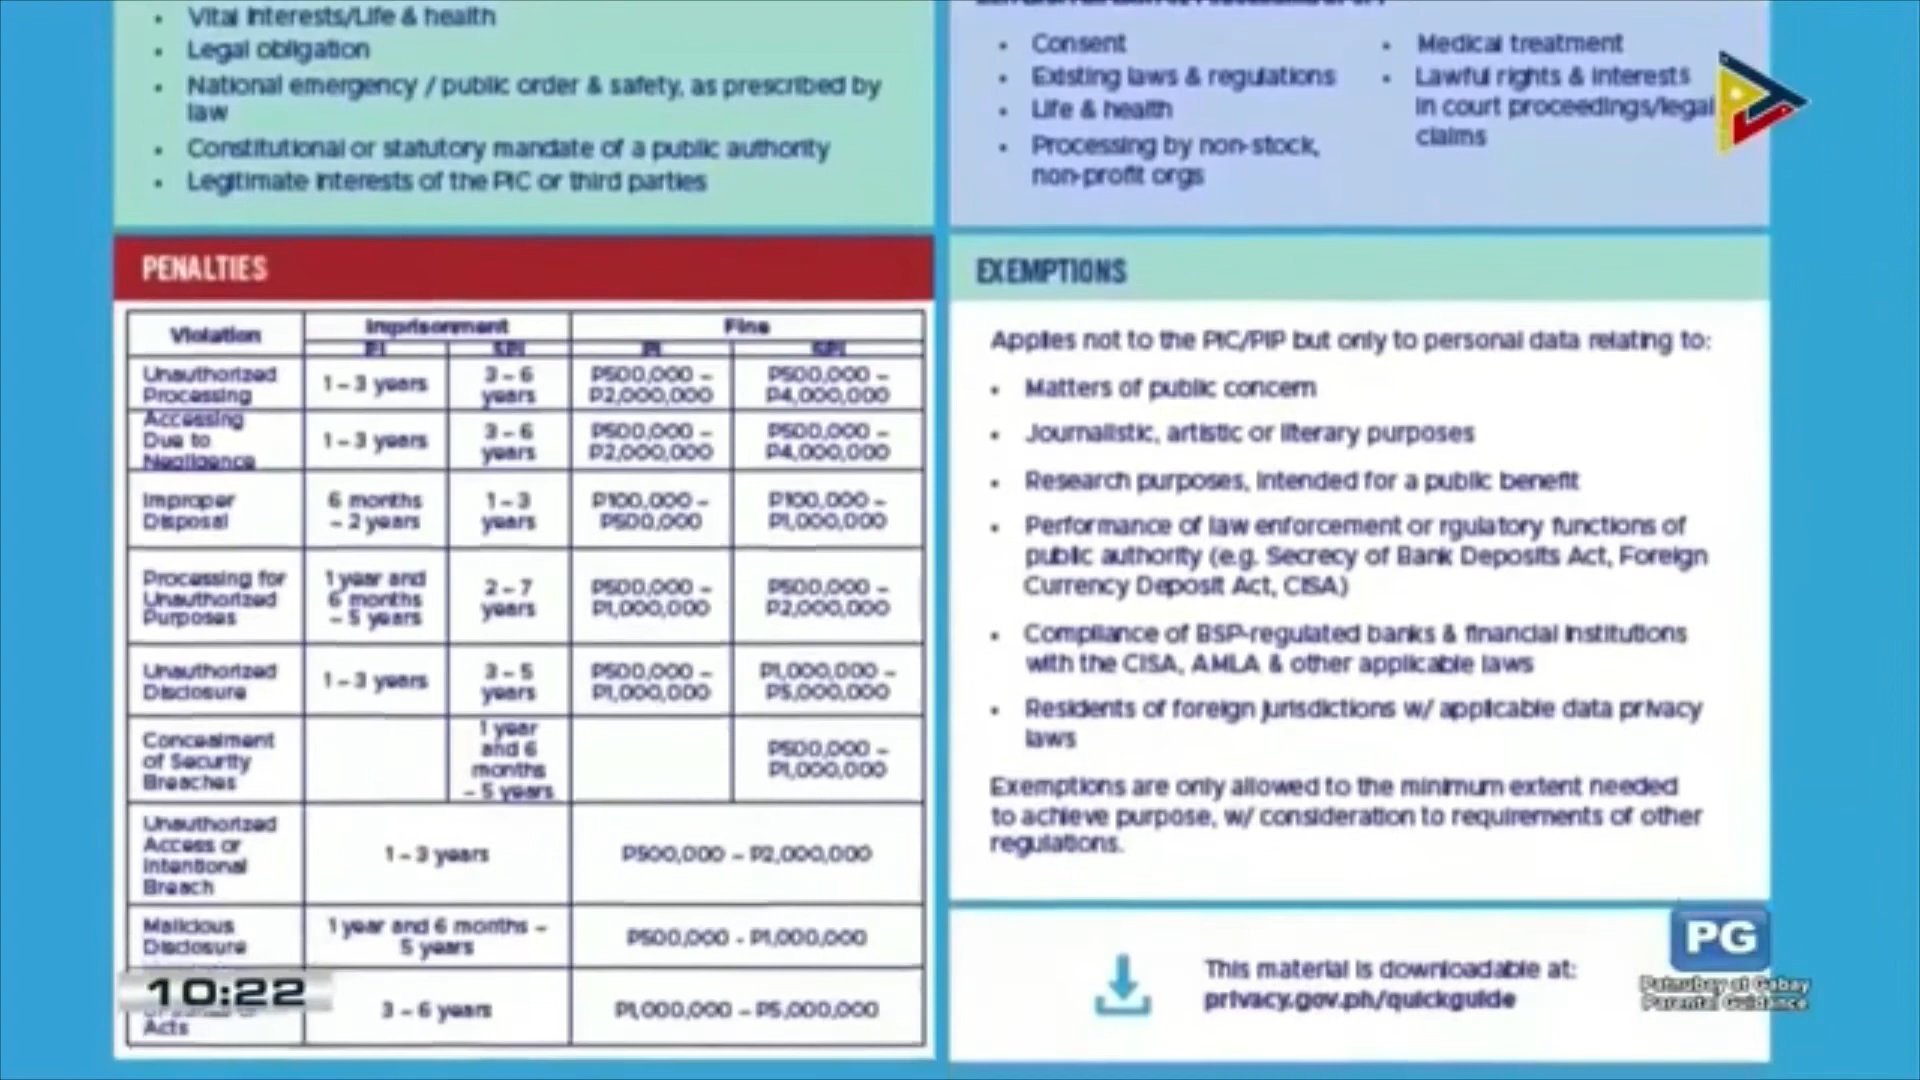 • Vital interests/Life & health
• Legal obligation
• National emergency / public order & safety, as prescribed by
law
• Constitutional or statutory mandate of a public authority
• Legitimate interests of the PIC or third parties
• Consent
• Existing laws & regulations
• Life & health
• Processing by non-stock,
non-profit orgs
• Medical treatment
• Lawful rights & interests
in court proceedings/legal
claims
PENALTIES
Violation Imprisonment Fine
PI SPI PI SPI
Unauthorized Processing 1 – 3 years 3 – 6 years P500,000 – P2,000,000 P500,000 – P4,000,000
Accessing Due to Negligence 1 – 3 years 3 – 6 years P500,000 – P2,000,000 P500,000 – P4,000,000
Improper Disposal 6 months – 2 years 1 – 3 years P100,000 – P500,000 P100,000 – P1,000,000
Processing for Unauthorized Purposes 1 year and 6 months – 5 years 2 – 7 years P500,000 – P1,000,000 P500,000 – P2,000,000
Unauthorized Disclosure 1 – 3 years 3 – 5 years P500,000 – P1,000,000 P1,000,000 – P5,000,000
Concealment of Security Breaches 1 year and 6 months – 5 years P500,000 – P1,000,000
Unauthorized Access or Intentional Breach 1 – 3 years P500,000 – P2,000,000
Malicious Disclosure 1 year and 6 months – 5 years P500,000 - P1,000,000
Acts 3 – 6 years P1,000,000 – P5,000,000
10:22
EXEMPTIONS
Applies not to the PIC/PIP but only to personal data relating to:
• Matters of public concern
• Journalistic, artistic or literary purposes
• Research purposes, intended for a public benefit
• Performance of law enforcement or rgulatory functions of
public authority (e.g. Secrecy of Bank Deposits Act, Foreign
Currency Deposit Act, CISA)
• Compliance of BSP-regulated banks & financial institutions
with the CISA, AMLA & other applicable laws
• Residents of foreign jurisdictions w/ applicable data privacy
laws
Exemptions are only allowed to the minimum extent needed
to achieve purpose, w/ consideration to requirements of other
regulations.
This material is downloadable at:
privacy.gov.ph/quickguide
PG
Patnubay at Gabay
Parental Guidance